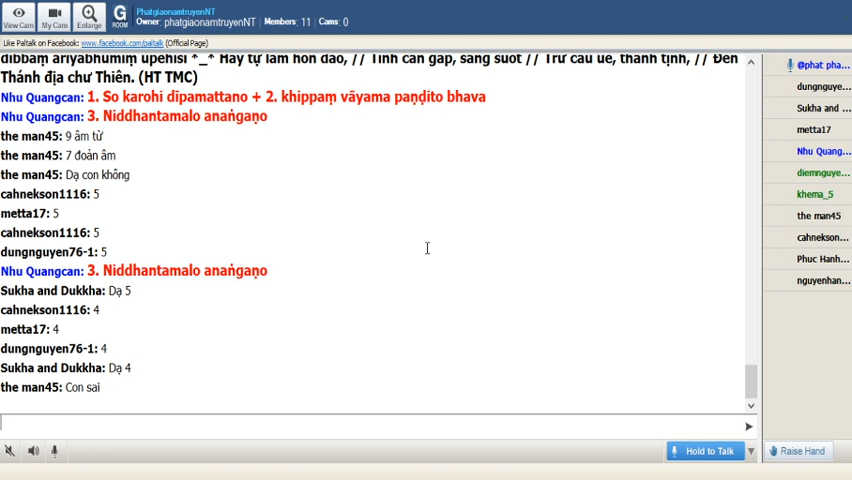 PhatgiaonamtruyenNT
Owner: phatgiaonamtruyenNT Members: 11 Cams: 0
View Cam My Cam Enlarge G ROOM
Like Paltalk on Facebook: www.facebook.com/paltalk (Official Page)
dibbaṃ ariyabhūmiṃ upehisi *_* Hãy tự làm hòn đảo, // Tinh cần gấp, sáng suốt // Trừ cấu uế, thanh tịnh, // Đến
Thánh địa chư Thiên. (HT TMC)
Nhu Quangcan: 1. So karohi dīpamattano + 2. khippaṃ vāyama paṇḍito bhava
Nhu Quangcan: 3. Niddhantamalo anaṅgaṇo
the man45: 9 âm từ
the man45: 7 đoản âm
the man45: Dạ con không
cahnekson1116: 5
metta17: 5
cahnekson1116: 5
dungnguyen76-1: 5
Nhu Quangcan: 3. Niddhantamalo anaṅgaṇo
Sukha and Dukkha: Dạ 5
cahnekson1116: 4
metta17: 4
dungnguyen76-1: 4
Sukha and Dukkha: Dạ 4
the man45: Con sai
@phat pha...
dungnguye...
Sukha and ...
metta17
Nhu Quang...
diemnguye...
khema_5
the man45
cahnekson...
Phuc Hanh...
nguyenhan...
Hold to Talk
Raise Hand